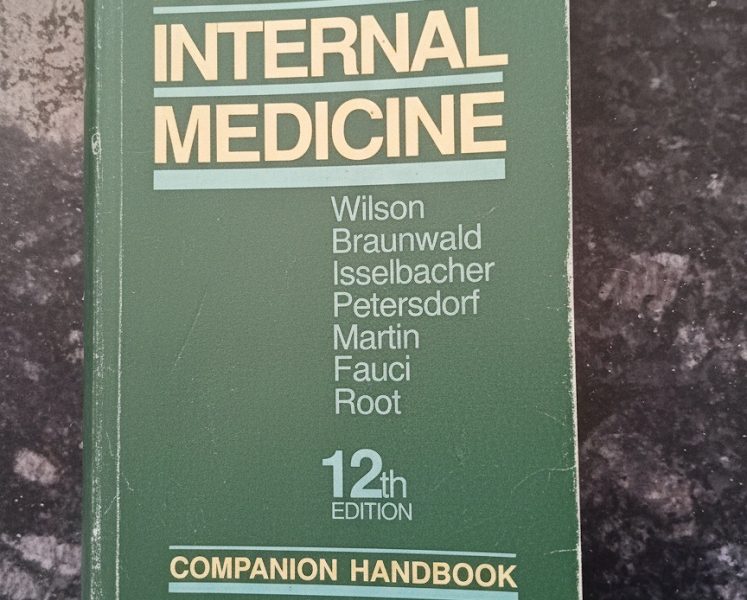 INTERNAL
MEDICINE
Wilson
Braunwald
Isselbacher
Petersdorf
Martin
Fauci
Root
12th
EDITION
COMPANION HANDBOOK